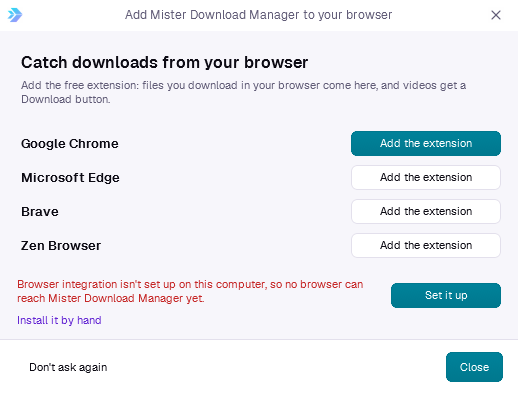 Add Mister Download Manager to your browser
Catch downloads from your browser
Add the free extension: files you download in your browser come here, and videos get a
Download button.
Google Chrome
Add the extension
Microsoft Edge
Add the extension
Brave
Add the extension
Zen Browser
Add the extension
Browser integration isn't set up on this computer, so no browser can
reach Mister Download Manager yet.
Set it up
Install it by hand
Don't ask again
Close